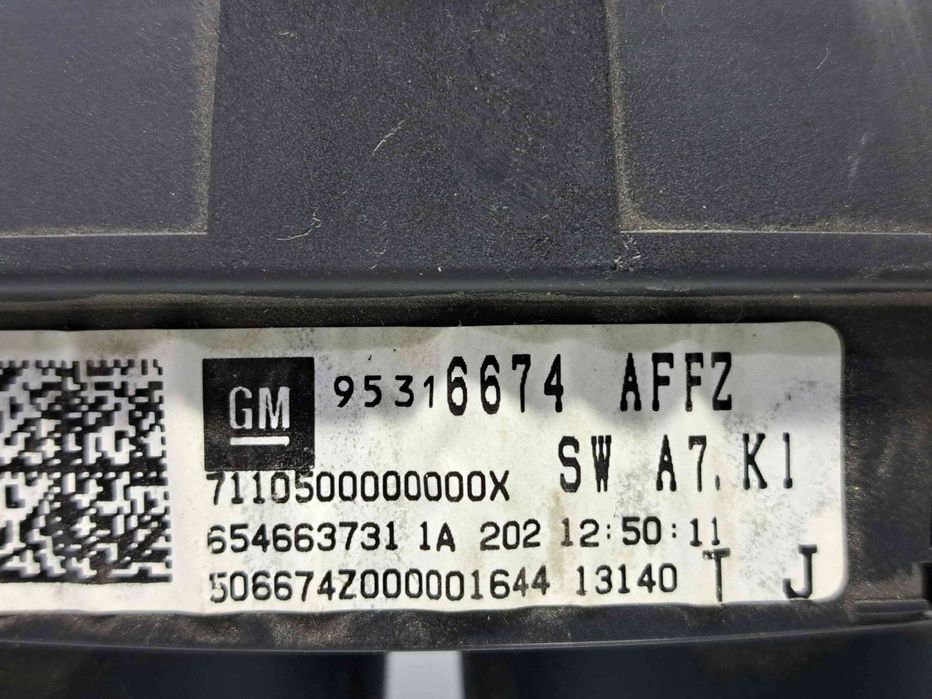 GM 95316674 AFFZ
SW A7.K1
7110500000000X
654663731 1A 202 12:50:11
506674Z000001644 13140 T J